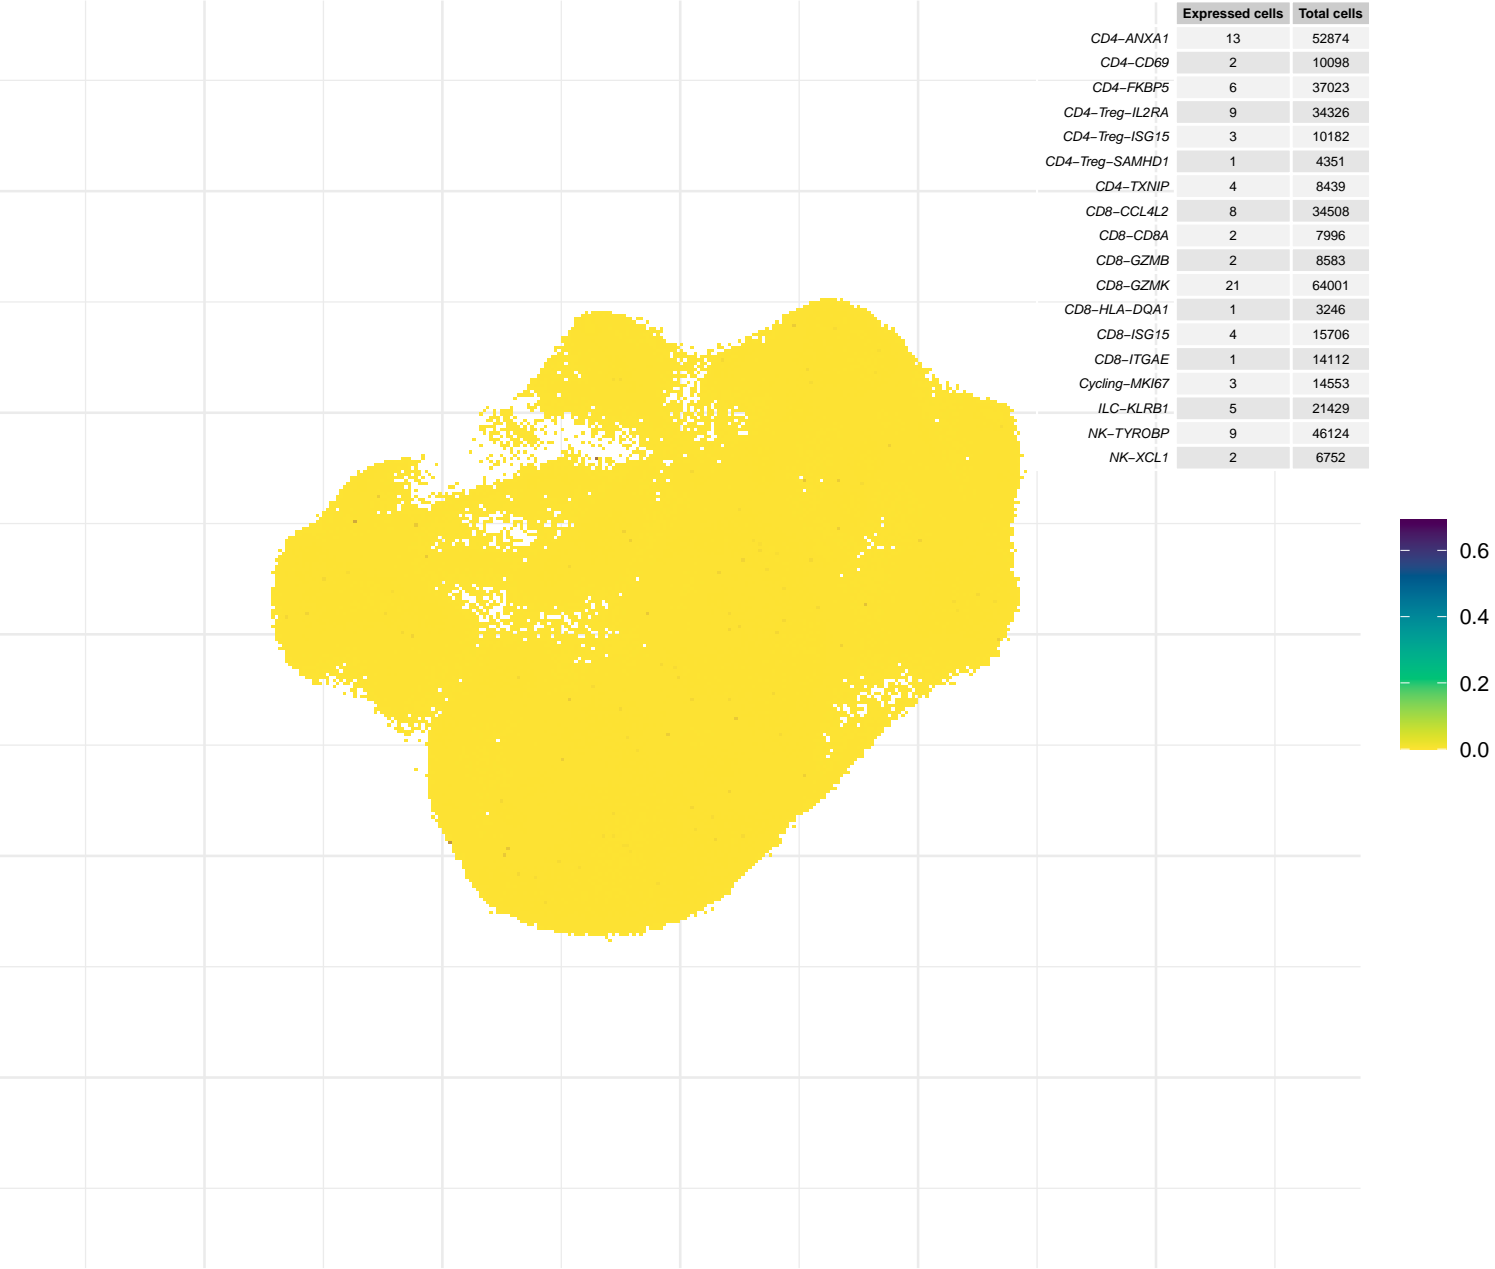 Expressed cells Total cells
CD4−ANXA1 13 52874
CD4−CD69 2 10098
CD4−FKBP5 6 37023
CD4−Treg−IL2RA 9 34326
CD4−Treg−ISG15 3 10182
CD4−Treg−SAMHD1 1 4351
CD4−TXNIP 4 8439
CD8−CCL4L2 8 34508
CD8−CD8A 2 7996
CD8−GZMB 2 8583
CD8−GZMK 21 64001
CD8−HLA−DQA1 1 3246
CD8−ISG15 4 15706
CD8−ITGAE 1 14112
Cycling−MKI67 3 14553
ILC−KLRB1 5 21429
NK−TYROBP 9 46124
NK−XCL1 2 6752
0.6
0.4
0.2
0.0